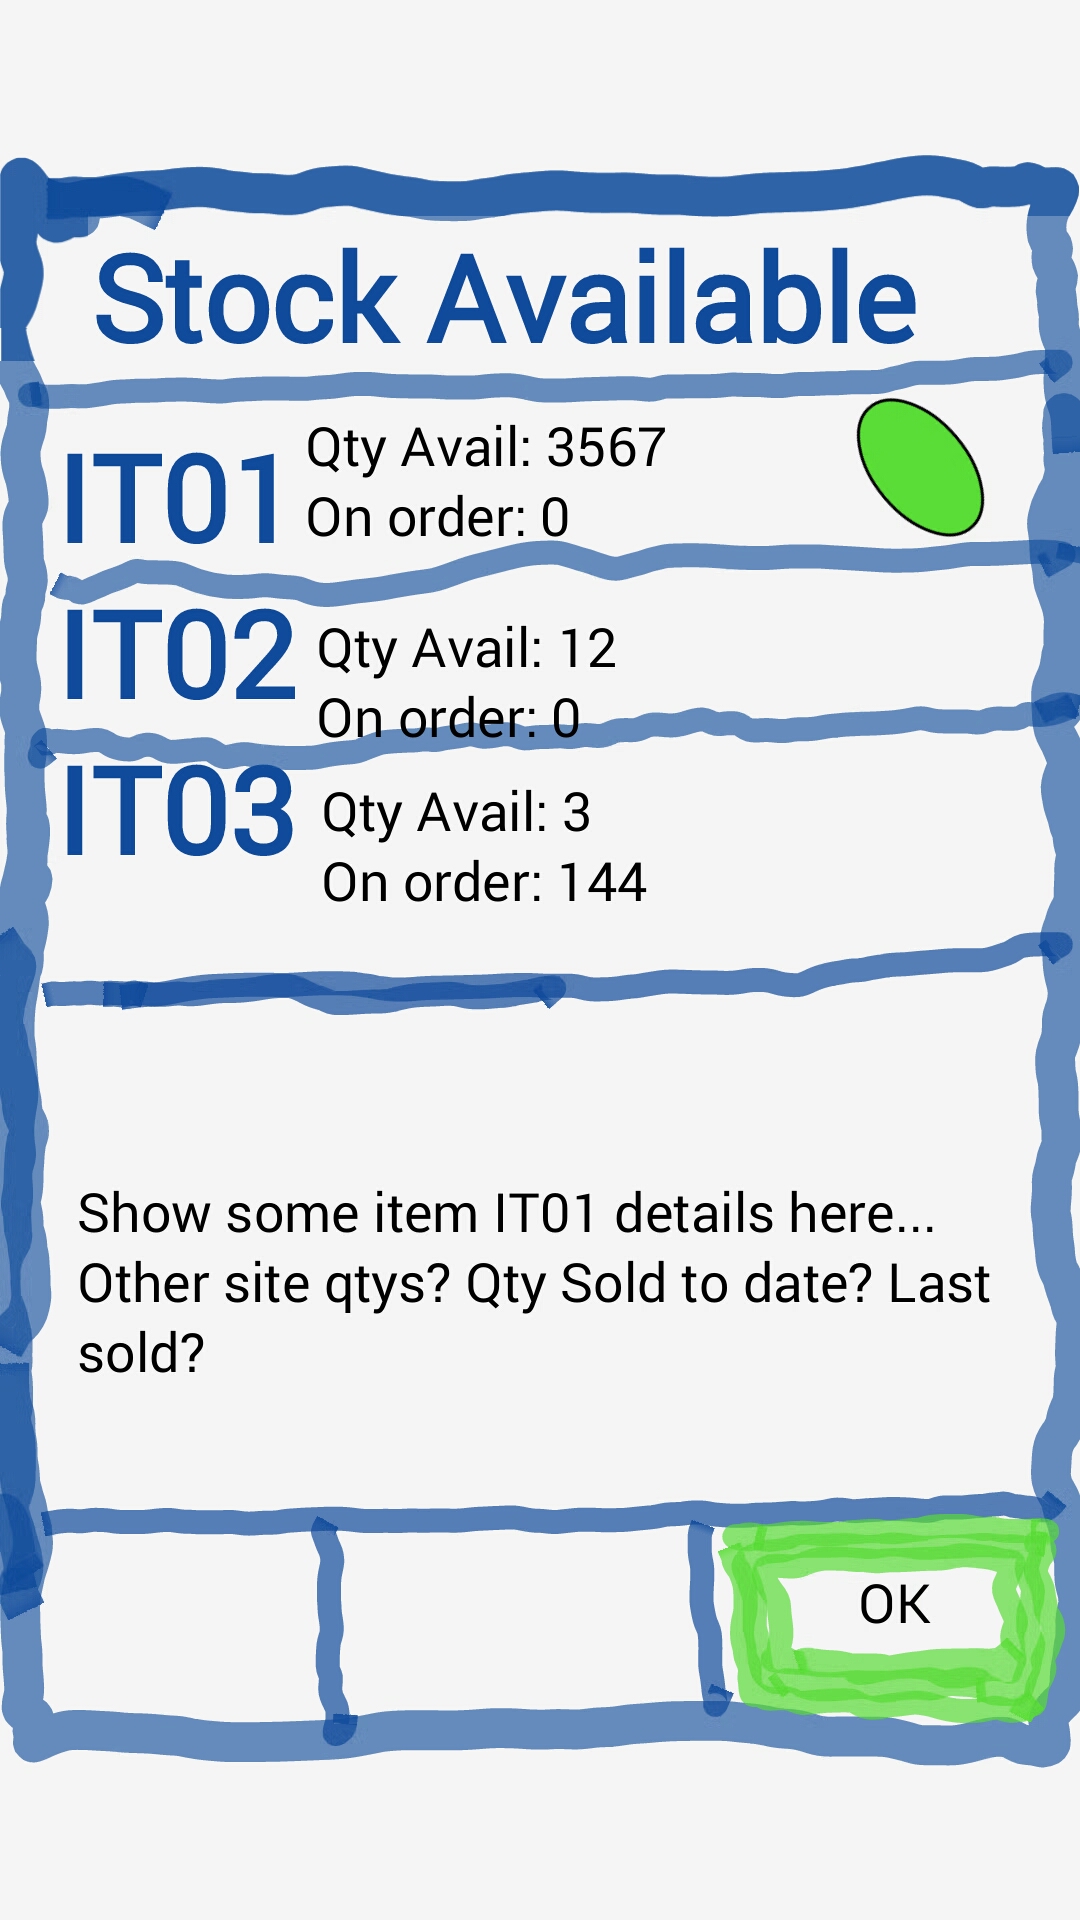 Stock Available
IT01
Qty Avail: 3567
On order: 0
IT02
Qty Avail: 12
On order: 0
IT03
Qty Avail: 3
On order: 144
Show some item IT01 details here...
Other site qtys? Qty Sold to date? Last
sold?
OK